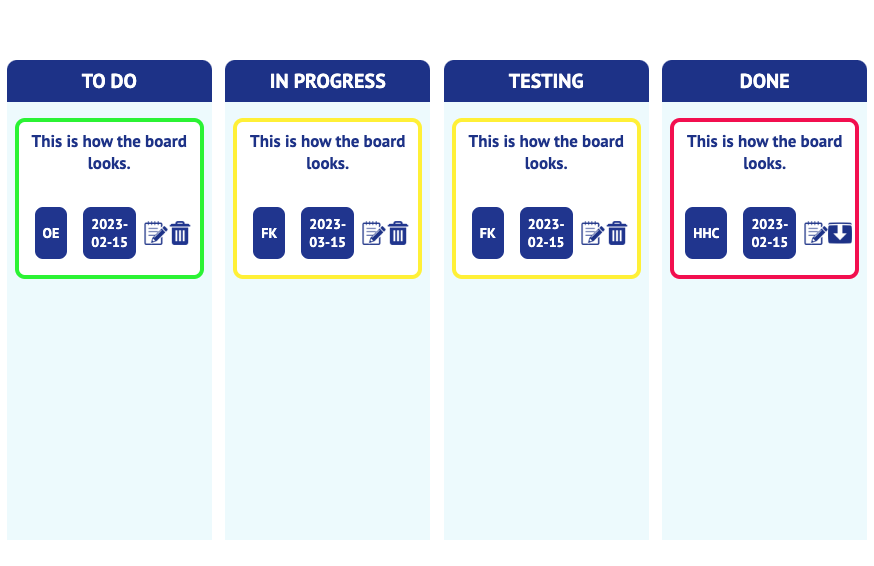 TO DO
This is how the board
looks.
OE
2023-
02-15
IN PROGRESS
This is how the board
looks.
FK
2023-
03-15
TESTING
This is how the board
looks.
FK
2023-
02-15
DONE
This is how the board
looks.
HHC
2023-
02-15